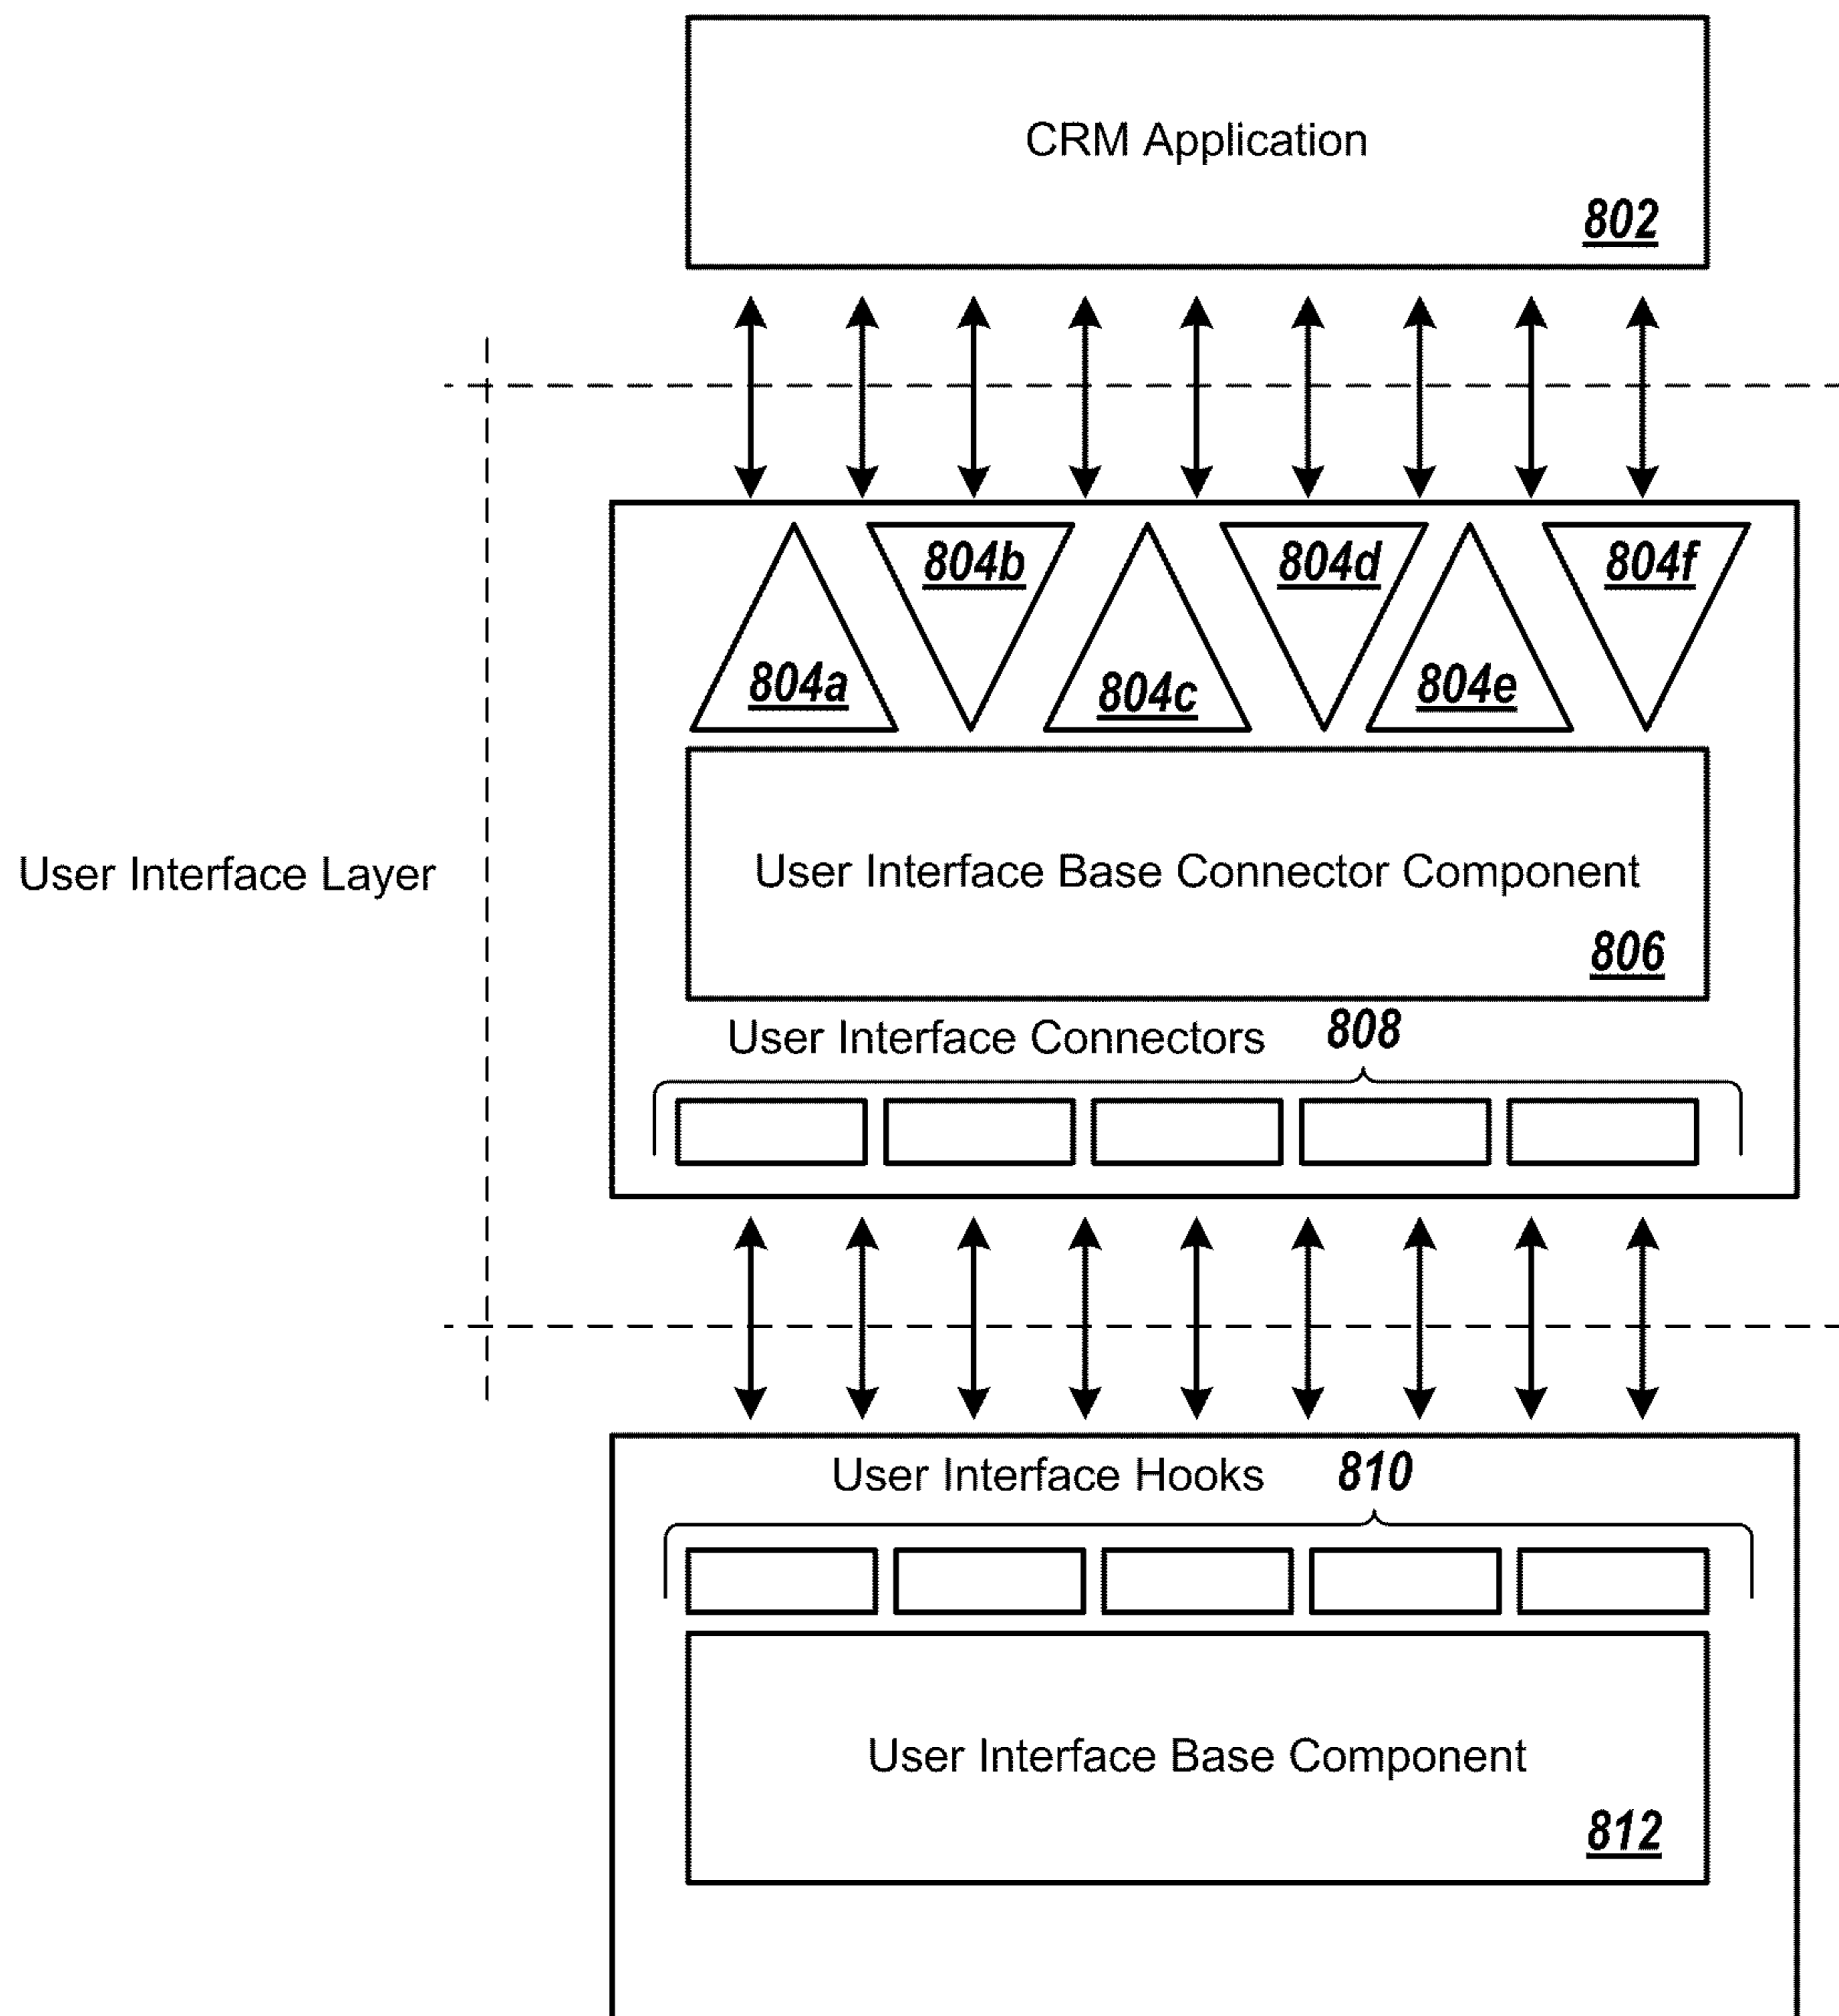 CRM Application
802
804b
804d
804f
804a
804c
804e
User Interface Base Connector Component
User Interface Layer
806
User Interface Connectors 808
User Interface Hooks 810
User Interface Base Component
812